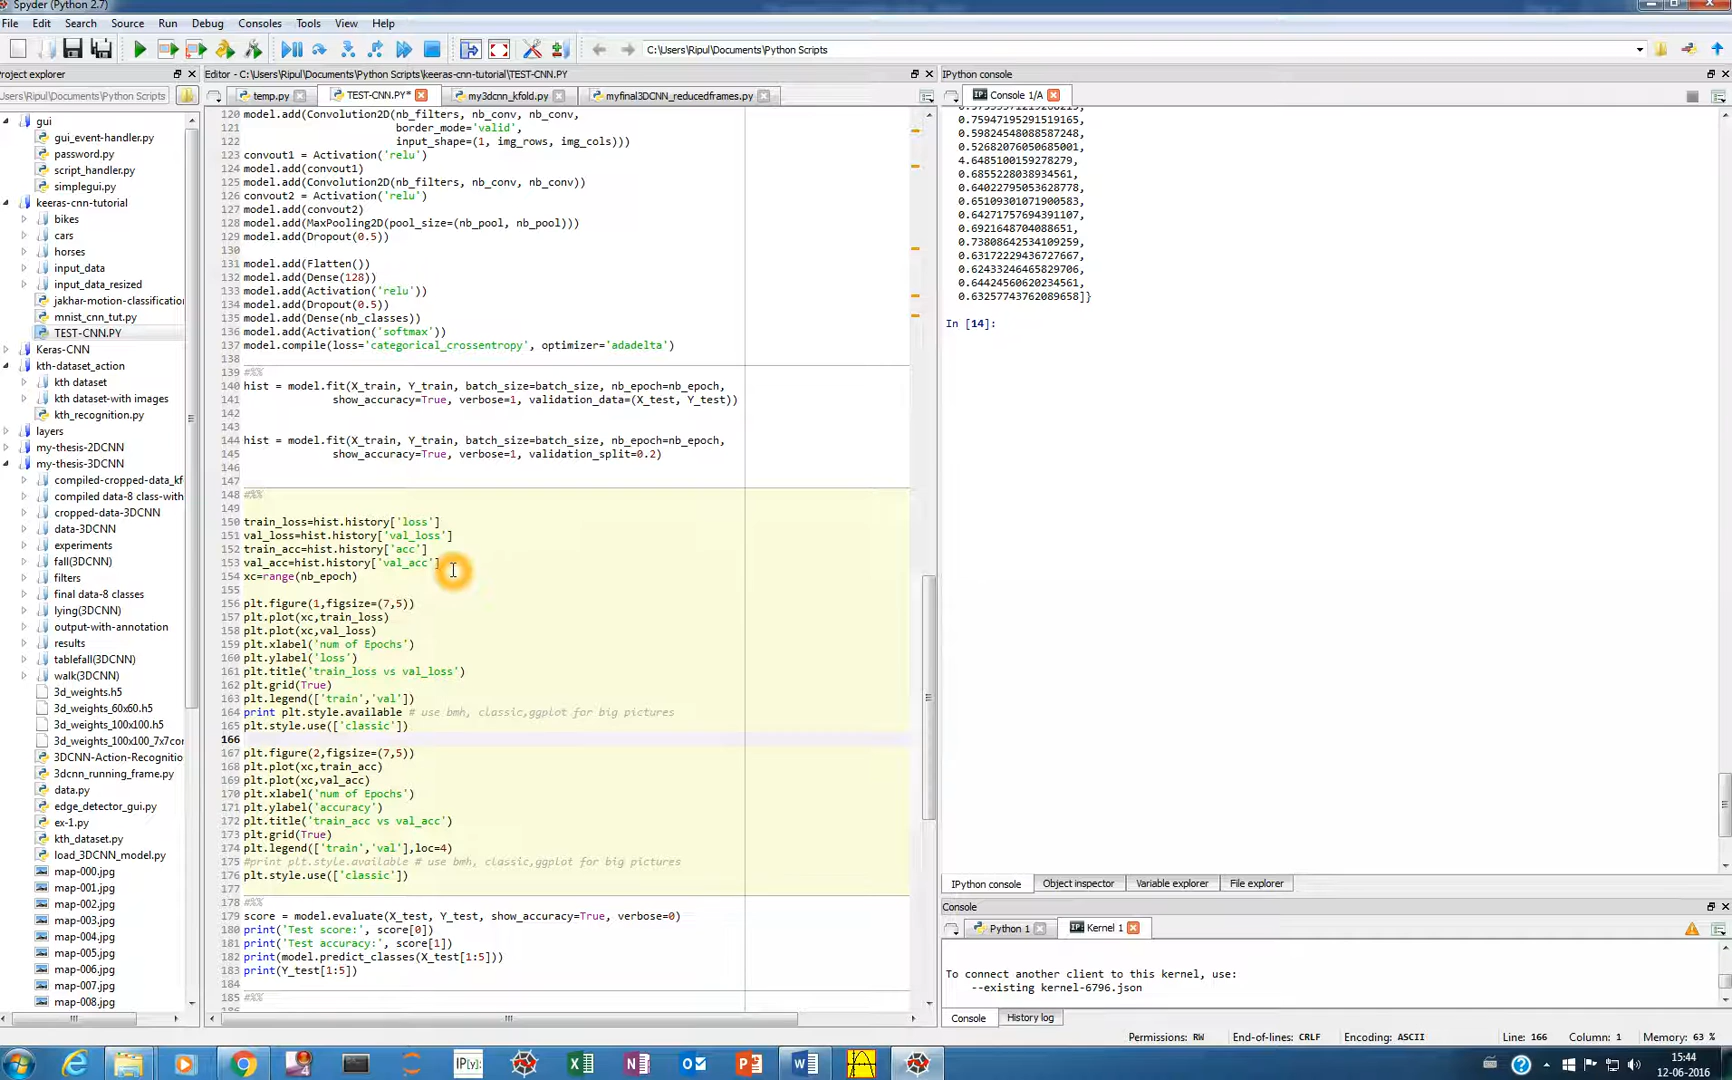 Spyder (Python 2.7)
File Edit Search Source Run Debug Consoles Tools View Help
C:\Users\Ripul\Documents\Python Scripts
Project explorer
Editor - C:\Users\Ripul\Documents\Python Scripts\keeras-cnn-tutorial\TEST-CNN.PY
IPython console
Users\Ripul\Documents\Python Scripts
temp.py
TEST-CNN.PY*
my3dcnn_kfold.py
myfinal3DCNN_reducedframes.py
Console 1/A
gui
gui_event-handler.py
password.py
script_handler.py
simplegui.py
keeras-cnn-tutorial
bikes
cars
horses
input_data
input_data_resized
jakhar-motion-classification
mnist_cnn_tut.py
TEST-CNN.PY
Keras-CNN
kth-dataset_action
kth dataset
kth dataset-with images
kth_recognition.py
layers
my-thesis-2DCNN
my-thesis-3DCNN
compiled-cropped-data_kf
compiled data-8 class-with
cropped-data-3DCNN
data-3DCNN
experiments
fall(3DCNN)
filters
final data-8 classes
lying(3DCNN)
output-with-annotation
results
tablefall(3DCNN)
walk(3DCNN)
3d_weights.h5
3d_weights_60x60.h5
3d_weights_100x100.h5
3d_weights_100x100_7x7cor
3DCNN-Action-Recognition
3dcnn_running_frame.py
data.py
edge_detector_gui.py
ex-1.py
kth_dataset.py
load_3DCNN_model.py
map-000.jpg
map-001.jpg
map-002.jpg
map-003.jpg
map-004.jpg
map-005.jpg
map-006.jpg
map-007.jpg
map-008.jpg
120 model.add(Convolution2D(nb_filters, nb_conv, nb_conv,
121 border_mode='valid',
122 input_shape=(1, img_rows, img_cols)))
123 convout1 = Activation('relu')
124 model.add(convout1)
125 model.add(Convolution2D(nb_filters, nb_conv, nb_conv))
126 convout2 = Activation('relu')
127 model.add(convout2)
128 model.add(MaxPooling2D(pool_size=(nb_pool, nb_pool)))
129 model.add(Dropout(0.5))
130
131 model.add(Flatten())
132 model.add(Dense(128))
133 model.add(Activation('relu'))
134 model.add(Dropout(0.5))
135 model.add(Dense(nb_classes))
136 model.add(Activation('softmax'))
137 model.compile(loss='categorical_crossentropy', optimizer='adadelta')
138
139 #%%
140 hist = model.fit(X_train, Y_train, batch_size=batch_size, nb_epoch=nb_epoch,
141 show_accuracy=True, verbose=1, validation_data=(X_test, Y_test))
142
143
144 hist = model.fit(X_train, Y_train, batch_size=batch_size, nb_epoch=nb_epoch,
145 show_accuracy=True, verbose=1, validation_split=0.2)
146
147
148 #%%
149
150 train_loss=hist.history['loss']
151 val_loss=hist.history['val_loss']
152 train_acc=hist.history['acc']
153 val_acc=hist.history['val_acc']
154 xc=range(nb_epoch)
155
156 plt.figure(1,figsize=(7,5))
157 plt.plot(xc,train_loss)
158 plt.plot(xc,val_loss)
159 plt.xlabel('num of Epochs')
160 plt.ylabel('loss')
161 plt.title('train_loss vs val_loss')
162 plt.grid(True)
163 plt.legend(['train','val'])
164 print plt.style.available # use bmh, classic,ggplot for big pictures
165 plt.style.use(['classic'])
166
167 plt.figure(2,figsize=(7,5))
168 plt.plot(xc,train_acc)
169 plt.plot(xc,val_acc)
170 plt.xlabel('num of Epochs')
171 plt.ylabel('accuracy')
172 plt.title('train_acc vs val_acc')
173 plt.grid(True)
174 plt.legend(['train','val'],loc=4)
175 #print plt.style.available # use bmh, classic,ggplot for big pictures
176 plt.style.use(['classic'])
177
178 #%%
179 score = model.evaluate(X_test, Y_test, show_accuracy=True, verbose=0)
180 print('Test score:', score[0])
181 print('Test accuracy:', score[1])
182 print(model.predict_classes(X_test[1:5]))
183 print(Y_test[1:5])
184
185 #%%
0.75947195291519165,
0.59824548088587248,
0.52682076050685001,
4.6485100159278279,
0.6855228038934561,
0.64022795053628778,
0.65109301071900583,
0.64271757694391107,
0.6921648704088651,
0.73808642534109259,
0.63172229436727667,
0.62433246465829706,
0.64424560620234561,
0.63257743762089658]}
In [14]:
IPython console Object inspector Variable explorer File explorer
Console
Python 1
Kernel 1
To connect another client to this kernel, use:
--existing kernel-6796.json
Console History log
Permissions: RW End-of-lines: CRLF Encoding: ASCII Line: 166 Column: 1 Memory: 63 %
IP[y]:
15:44
12-06-2016